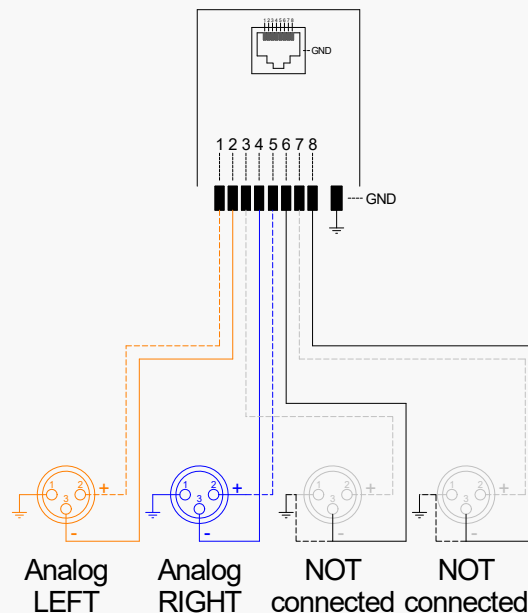 12345678
GND
1 2 3 4 5 6 7 8
GND
1 2 + 1 2 + 1 2 + 1 2 +
3 3 3 3
- - - -
Analog Analog NOT NOT
LEFT RIGHT connected connected